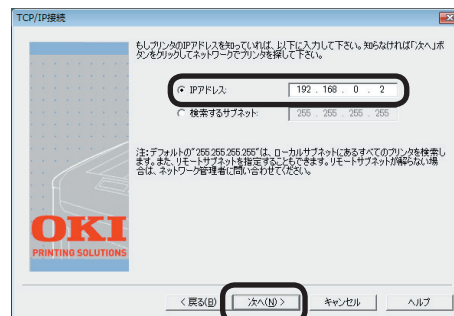 TCP/IP接続
もしプリンタのIPアドレスを知っていれば、以下に入力して下さい。知らなければ「次へ」ボ
タンをクリックしてネットワークでプリンタを探して下さい。
IPアドレス: 192 . 168 . 0 . 2
検索するサブネット: 255 . 255 . 255 . 255
注:デフォルトの"255.255.255.255"は、ローカルサブネットにあるすべてのプリンタを検索し
ます。また、リモートサブネットを指定することもできます。リモートサブネットが解らない場
合は、ネットワーク管理者に問い合わせてください。
OKI
PRINTING SOLUTIONS
< 戻る(B) 次へ(N) > キャンセル ヘルプ